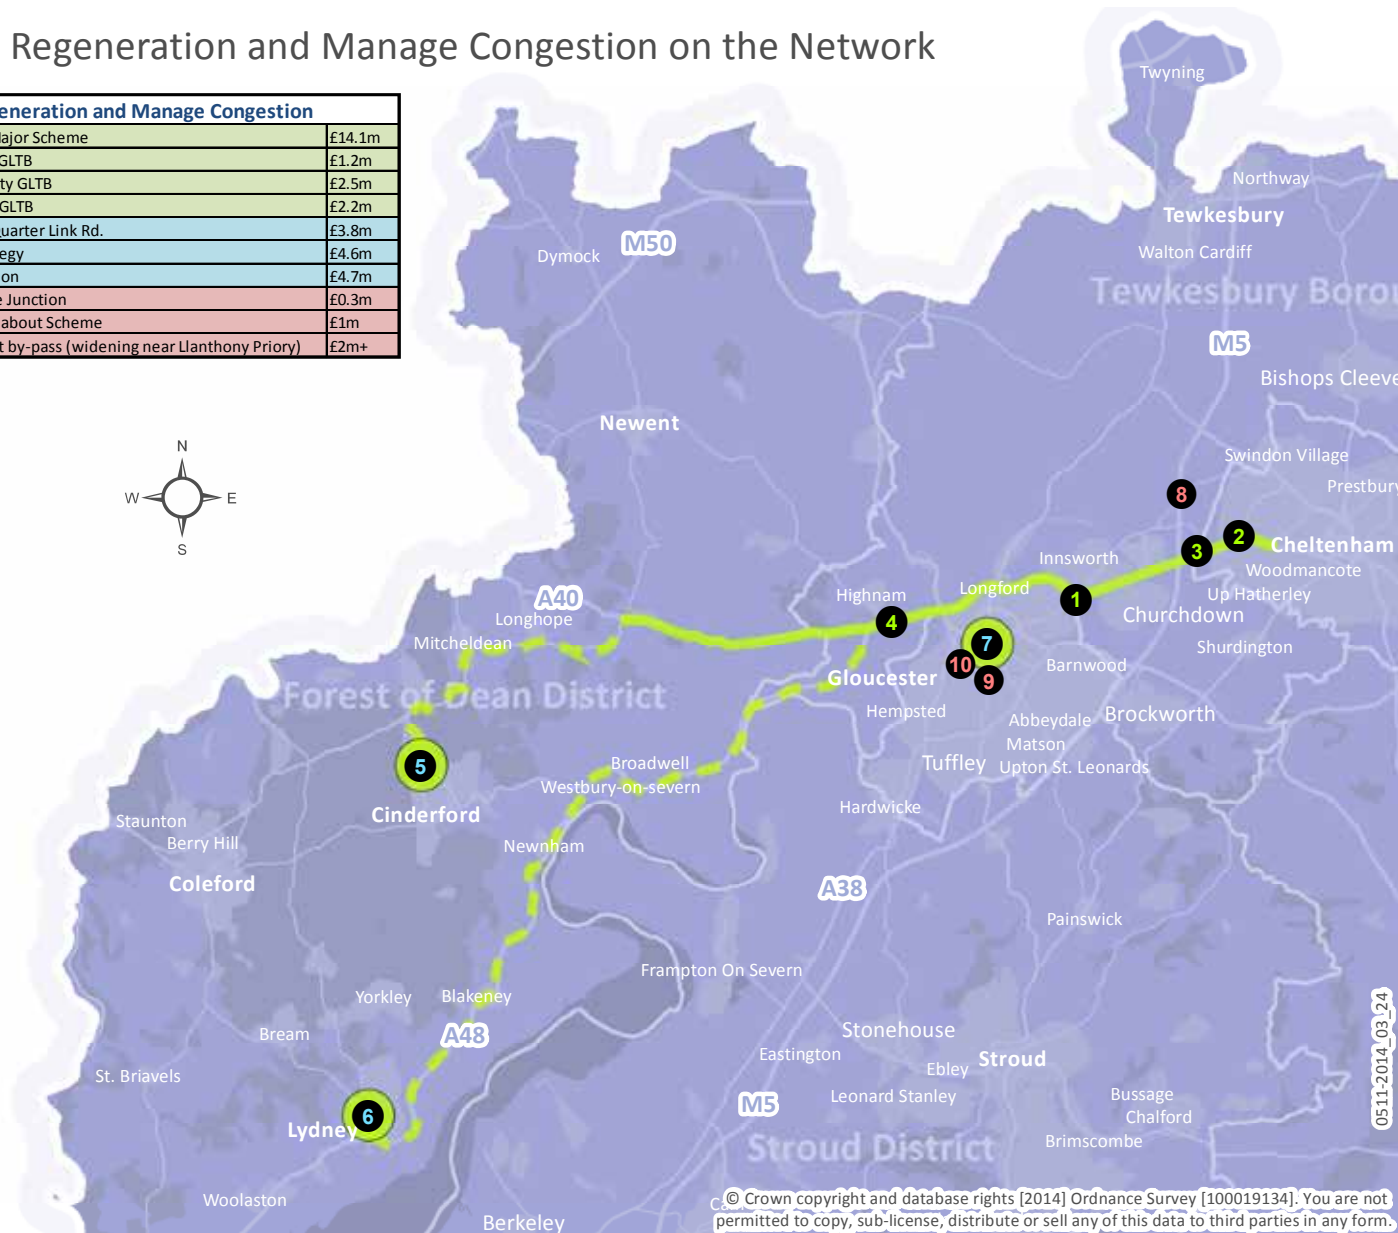 Regeneration and Manage Congestion on the Network
eneration and Manage Congestion
ajor Scheme £14.1m
GLTB £1.2m
ty GLTB £2.5m
GLTB £2.2m
uarter Link Rd. £3.8m
egy £4.6m
on £4.7m
e Junction £0.3m
about Scheme £1m
t by-pass (widening near Llanthony Priory) £2m+
Twyning
Northway
Tewkesbury
Walton Cardiff
Tewkesbury Boro
Dymock
M50
M5
Bishops Cleeve
Newent
N
W E
S
Swindon Village
Prestbury
8
2
3
Cheltenham
Innsworth
Woodmancote
Up Hatherley
A40
Longhope
Highnam
Longford
1
Churchdown
4
Mitcheldean
7
Shurdington
10
9
Barnwood
Gloucester
Forest of Dean District
Hempsted
Abbeydale
Brockworth
Matson
Tuffley
Upton St. Leonards
5
Broadwell
Westbury-on-severn
Cinderford
Hardwicke
Staunton
Berry Hill
Newnham
Coleford
A38
Painswick
Frampton On Severn
Yorkley
Blakeney
Bream
A48
Stonehouse
Eastington
Ebley
Stroud
St. Briavels
Leonard Stanley
M5
Bussage
Chalford
6
Lydney
Brimscombe
Stroud District
Woolaston
Berkeley
0511-2014_03_24
© Crown copyright and database rights [2014] Ordnance Survey [100019134]. You are not
permitted to copy, sub-license, distribute or sell any of this data to third parties in any form.